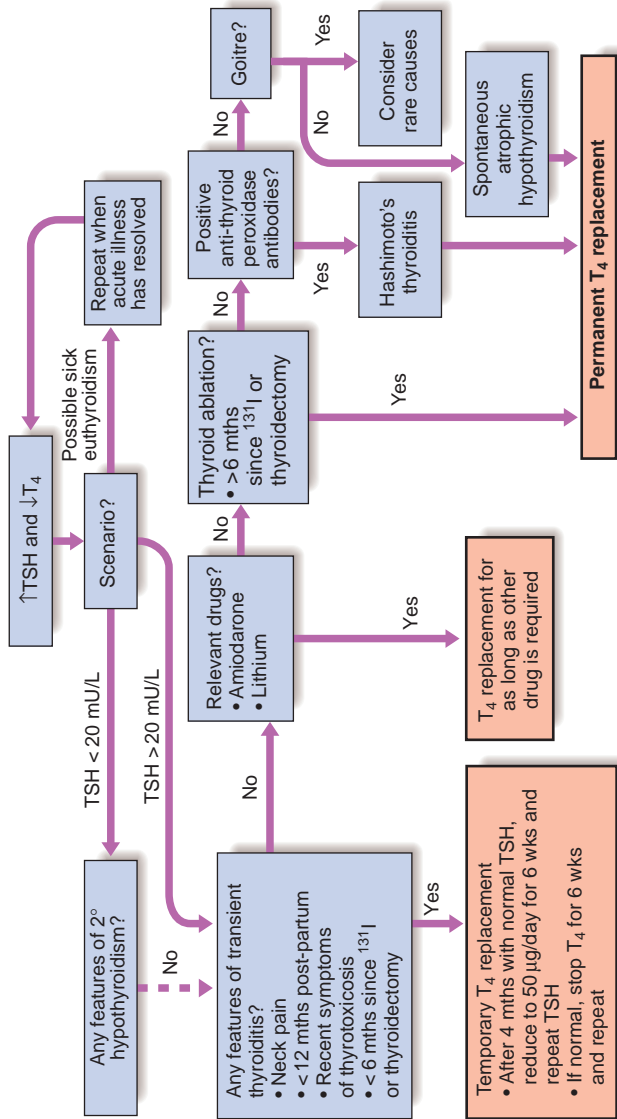 ↑TSH and ↓T4
Scenario?
Possible sick
euthyroidism
Repeat when
acute illness
has resolved
TSH < 20 mU/L
TSH > 20 mU/L
Any features of 2°
hypothyroidism?
No
Any features of transient
thyroiditis?
• Neck pain
• <12 mths post-partum
• Recent symptoms
of thyrotoxicosis
• < 6 mths since 131I
or thyroidectomy
No
Yes
Relevant drugs?
• Amiodarone
• Lithium
No
Yes
Thyroid ablation?
• >6 mths
since 131I or
thyroidectomy
No
Yes
Positive
anti-thyroid
peroxidase
antibodies?
No
Yes
Goitre?
Yes
No
Hashimoto's
thyroiditis
Consider
rare causes
Spontaneous
atrophic
hypothyroidism
Temporary T4 replacement
• After 4 mths with normal TSH,
reduce to 50 µg/day for 6 wks and
repeat TSH
• If normal, stop T4 for 6 wks
and repeat
T4 replacement for
as long as other
drug is required
Permanent T4 replacement